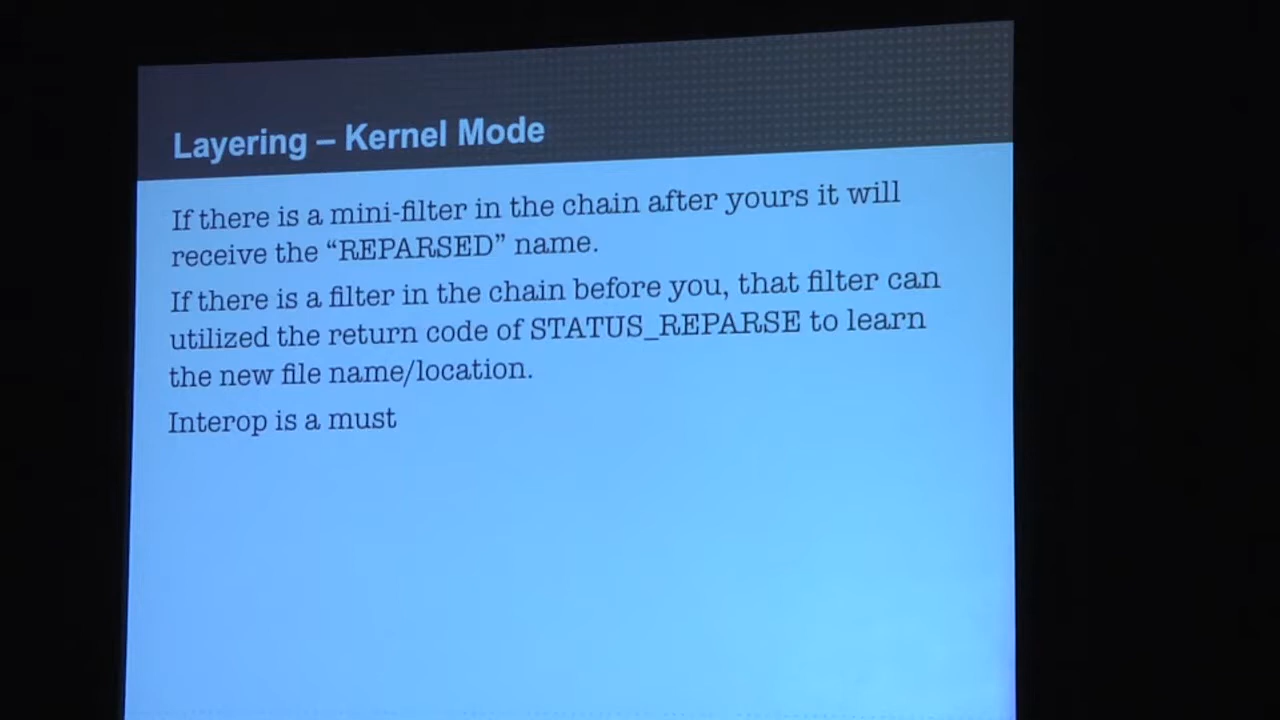 Layering – Kernel Mode
If there is a mini-filter in the chain after yours it will
receive the “REPARSED” name.
If there is a filter in the chain before you, that filter can
utilized the return code of STATUS_REPARSE to learn
the new file name/location.
Interop is a must